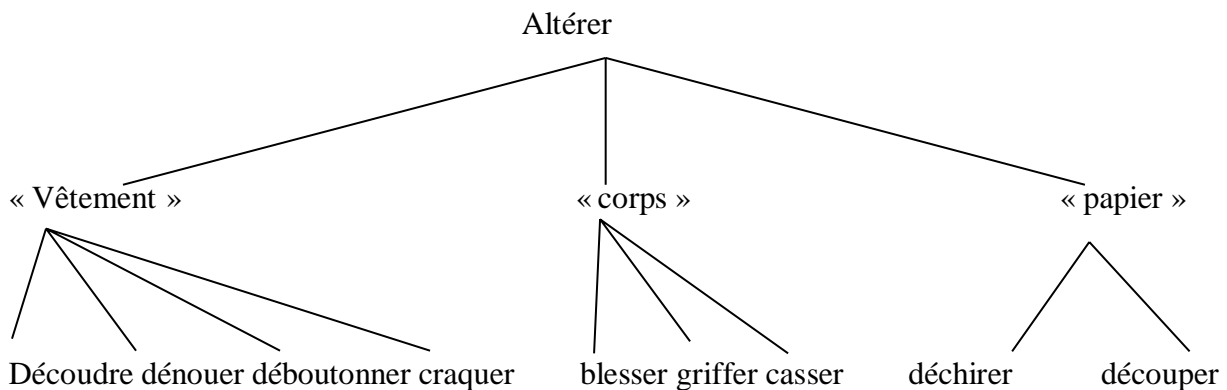 Altérer
« Vêtement » « corps » « papier »
Découdre dénouer déboutonner craquer blesser griffer casser déchirer découper